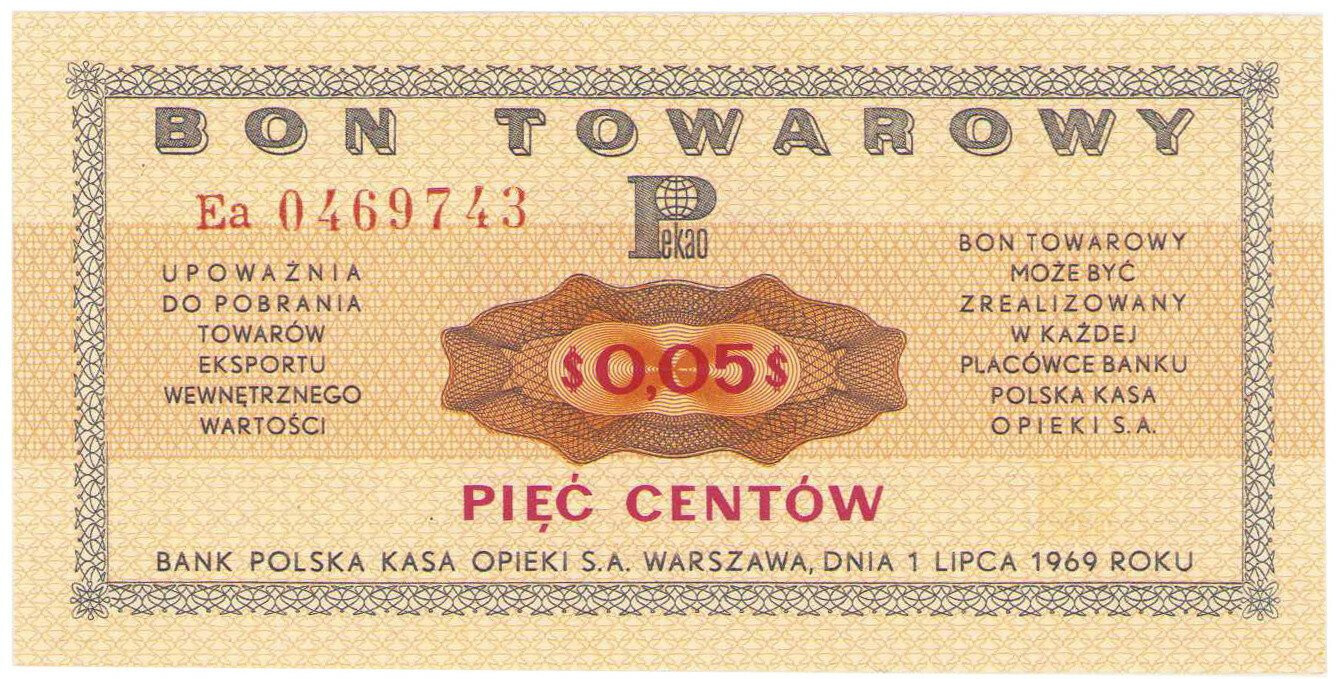 BON TOWAROWY
Ea 0469743
Pekao
UPOWAŻNIA
DO POBRANIA
TOWARÓW
EKSPORTU
WEWNĘTRZNEGO
WARTOŚCI
$0,05$
BON TOWAROWY
MOŻE BYĆ
ZREALIZOWANY
W KAŻDEJ
PLACÓWCE BANKU
POLSKA KASA
OPIEKI S.A.
PIĘĆ CENTÓW
BANK POLSKA KASA OPIEKI S.A. WARSZAWA, DNIA 1 LIPCA 1969 ROKU